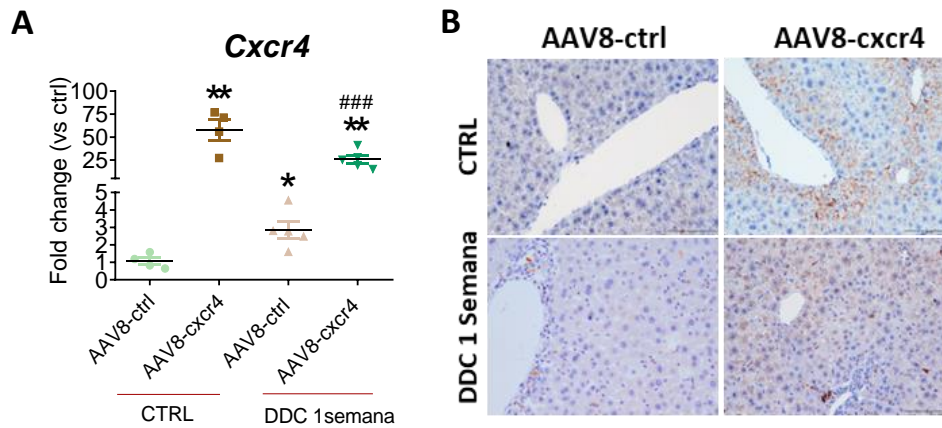 A
Cxcr4
Fold change (vs ctrl)
100
75
50
25
5
4
3
2
1
0
**
*
###
**
AAV8-ctrl
AAV8-cxcr4
AAV8-ctrl
AAV8-cxcr4
CTRL
DDC 1semana
B
AAV8-ctrl
AAV8-cxcr4
CTRL
DDC 1 Semana